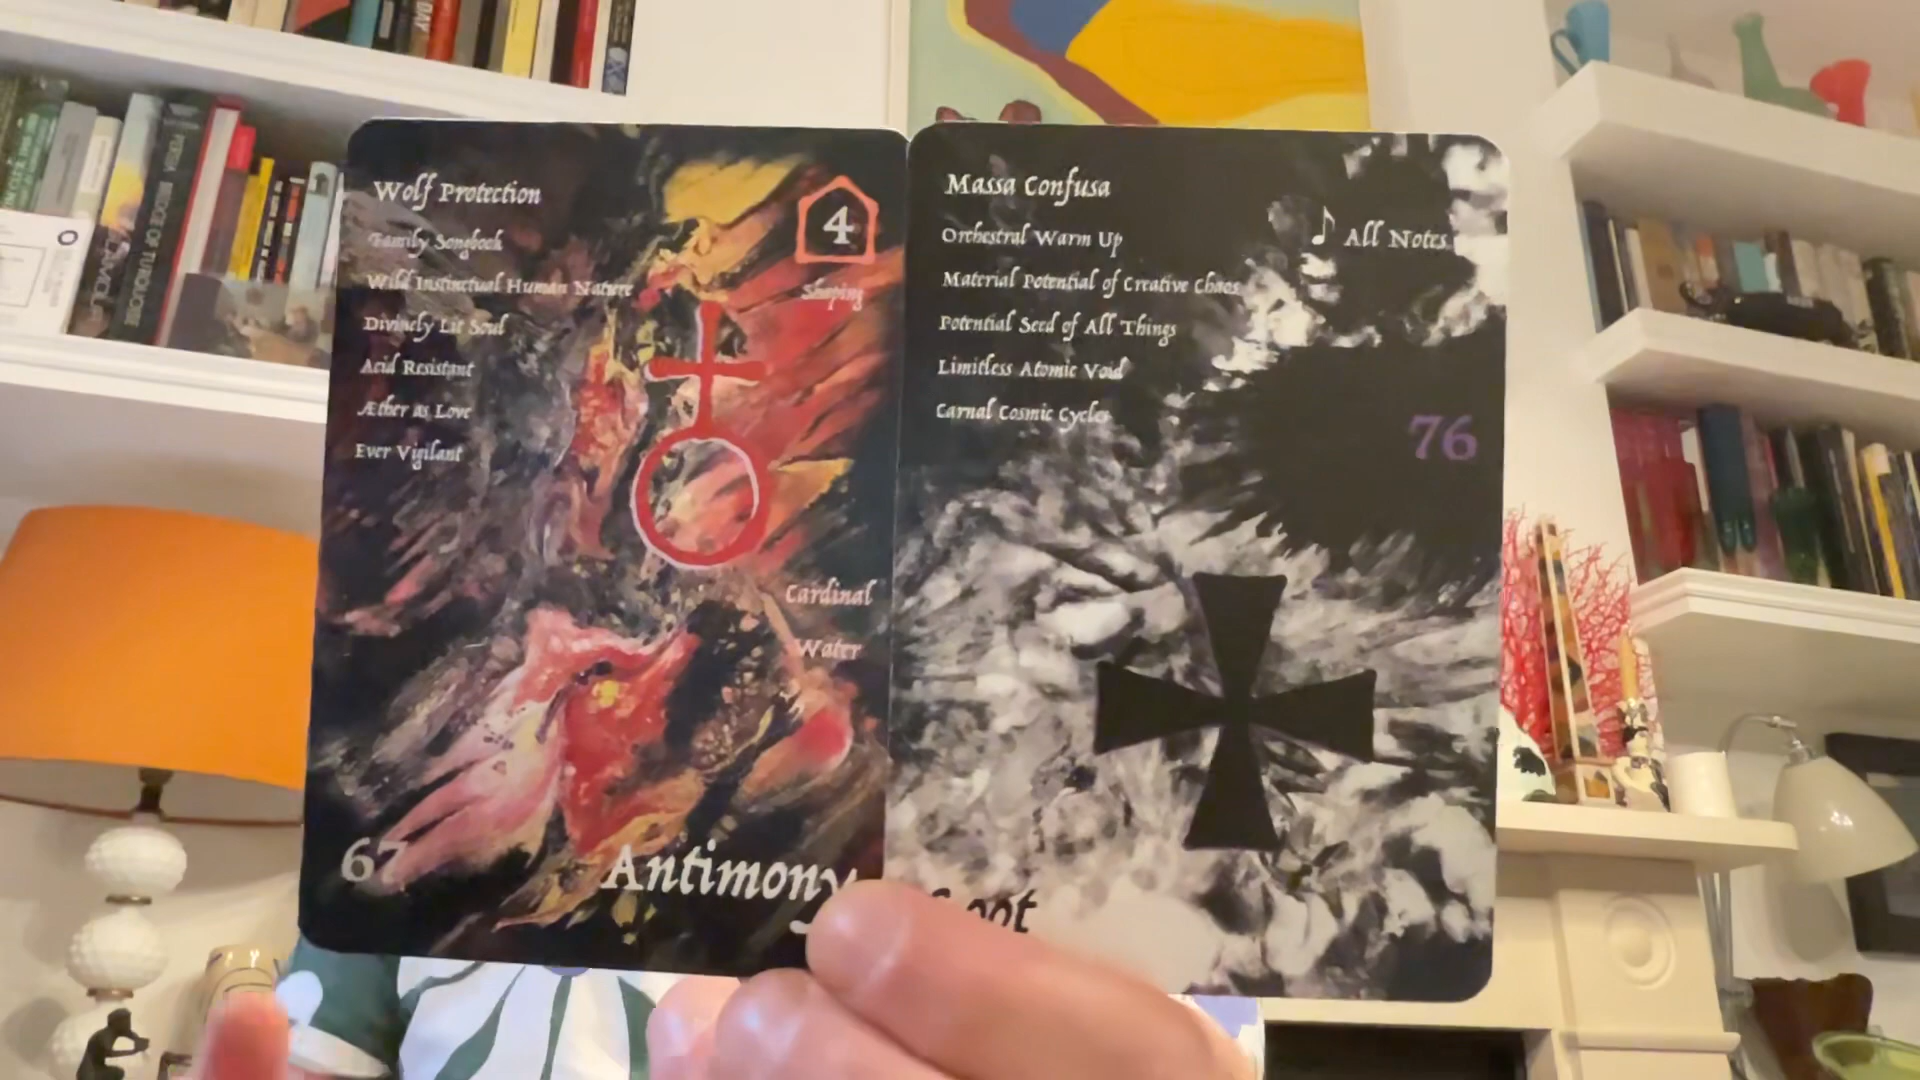 Wolf Protection
Family Songbook
Wild Instinctual Human Nature
Divinely Lit Soul
Acid Resistant
Æther as Love
Ever Vigilant
4
Shaping
Cardinal
Water
67
Antimony
Massa Confusa
Orchestral Warm Up
Material Potential of Creative Chaos
Potential Seed of All Things
Limitless Atomic Void
Carnal Cosmic Cycles
♪ All Notes
76